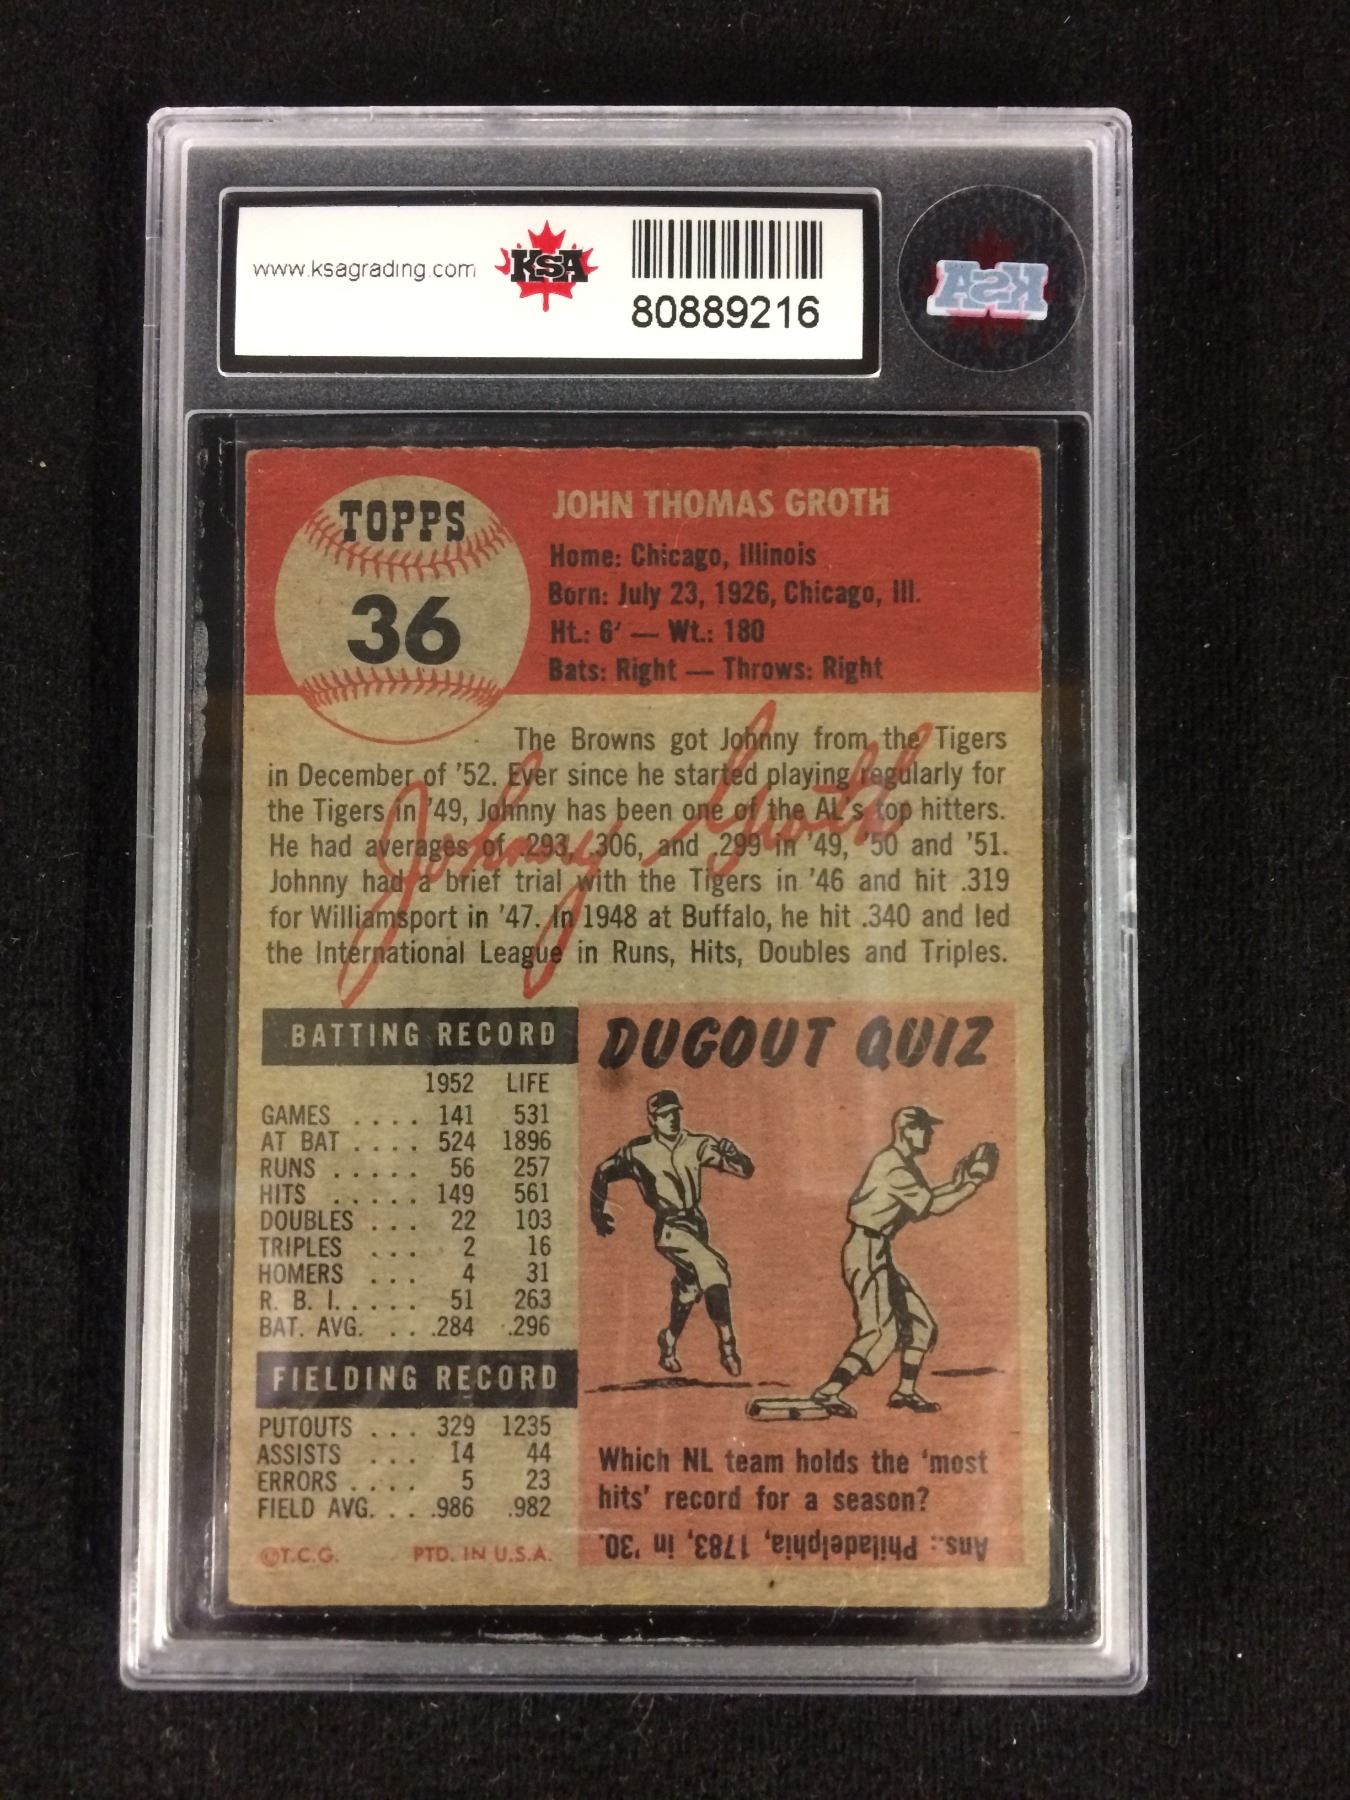 www.ksagrading.com
KSA
80889216
KSA
TOPPS
36
JOHN THOMAS GROTH
Home: Chicago, Illinois
Born: July 23, 1926, Chicago, Ill.
Ht.: 6' — Wt.: 180
Bats: Right — Throws: Right
The Browns got Johnny from the Tigers
in December of '52. Ever since he started playing regularly for
the Tigers in '49, Johnny has been one of the AL's top hitters.
He had averages of .293, .306, and .299 in '49, '50 and '51.
Johnny had a brief trial with the Tigers in '46 and hit .319
for Williamsport in '47. In 1948 at Buffalo, he hit .340 and led
the International League in Runs, Hits, Doubles and Triples.
Johnny Groth
BATTING RECORD
1952 LIFE
GAMES . . . . 141 531
AT BAT . . . . 524 1896
RUNS . . . . . 56 257
HITS . . . . . 149 561
DOUBLES . . . 22 103
TRIPLES . . . 2 16
HOMERS . . . 4 31
R. B. I. . . . . 51 263
BAT. AVG. . . .284 .296
FIELDING RECORD
PUTOUTS . . . 329 1235
ASSISTS . . . 14 44
ERRORS . . . . 5 23
FIELD AVG. . . .986 .982
©T.C.G. PTD. IN U.S.A.
DUGOUT QUIZ
Which NL team holds the 'most
hits' record for a season?
Ans.: Philadelphia, 1783, in '30.